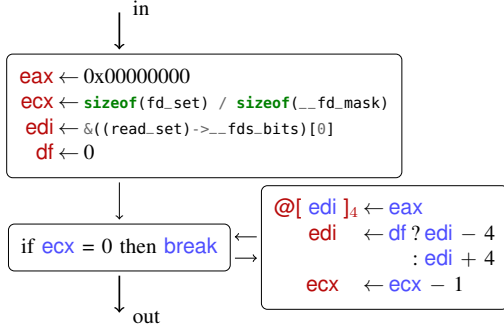 in
eax ← 0x00000000
ecx ← sizeof(fd_set) / sizeof(__fd_mask)
edi ← &((read_set)->__fds_bits)[0]
df ← 0
@[ edi ]4 ← eax
edi ← df ? edi − 4
: edi + 4
ecx ← ecx − 1
if ecx = 0 then break
out